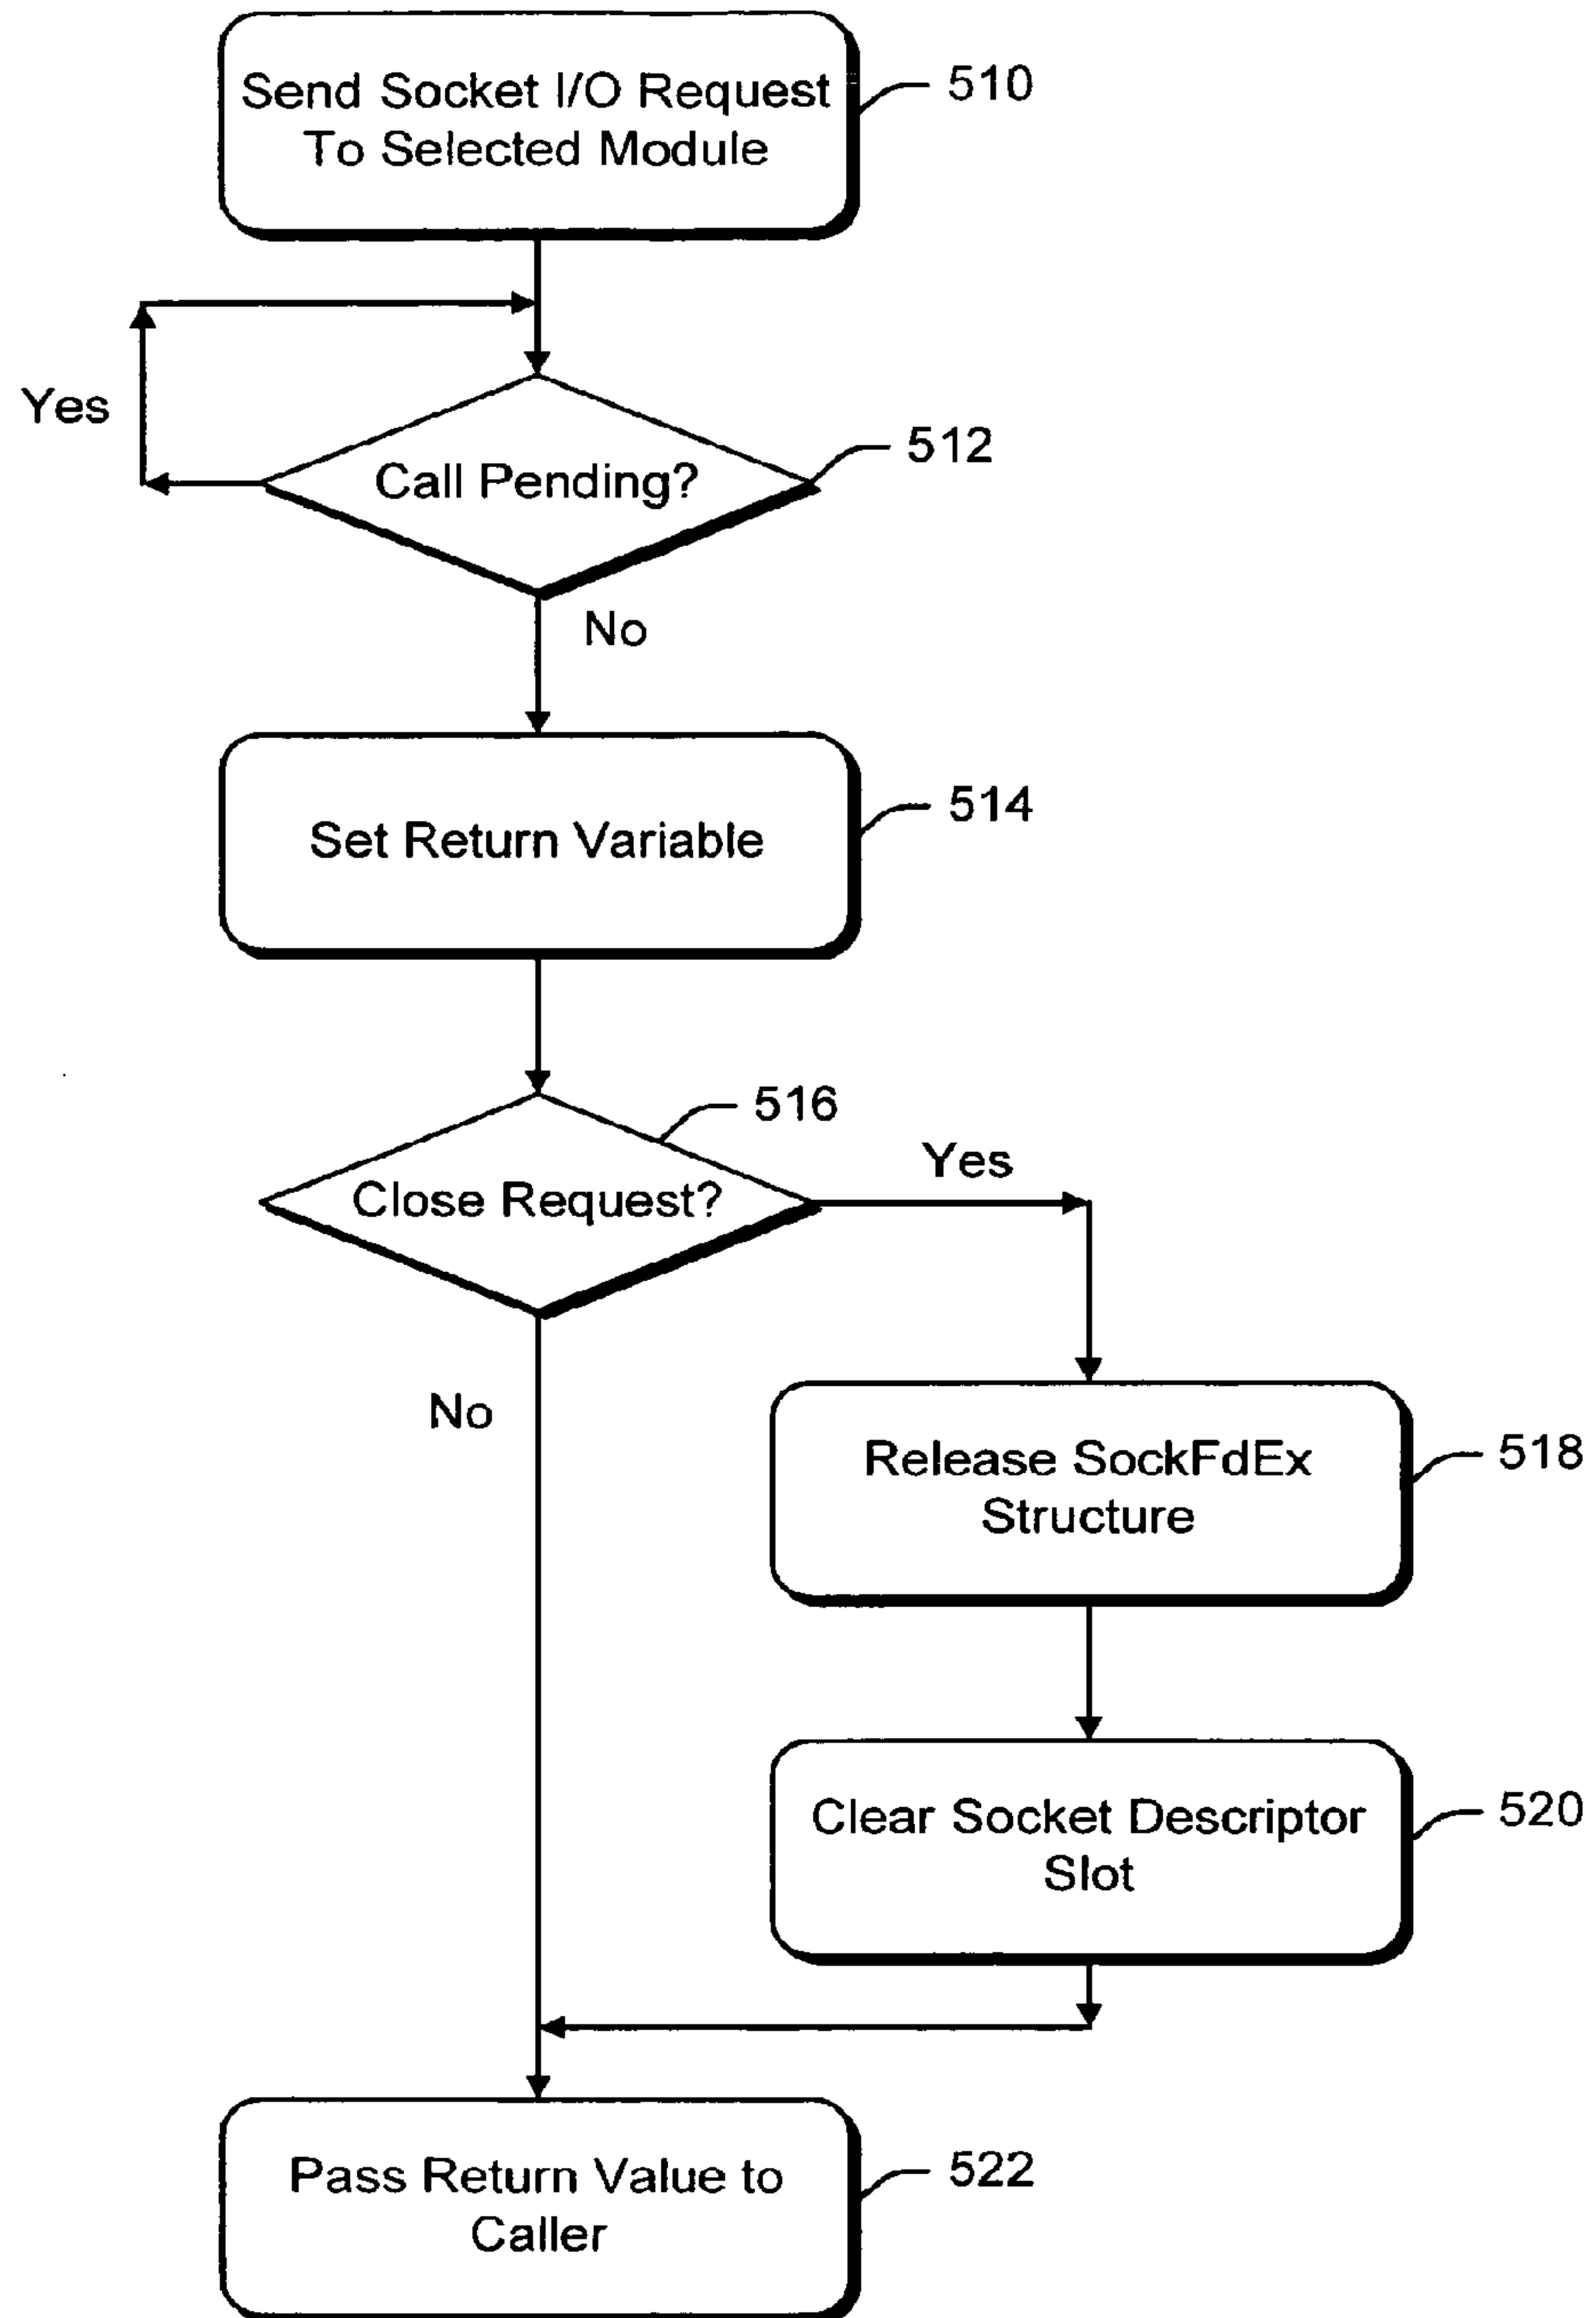 Send Socket I/O Request
To Selected Module
510
Yes
Call Pending?
512
No
Set Return Variable
514
516
Close Request?
Yes
No
Release SockFdEx
Structure
518
Clear Socket Descriptor
Slot
520
Pass Return Value to
Caller
522